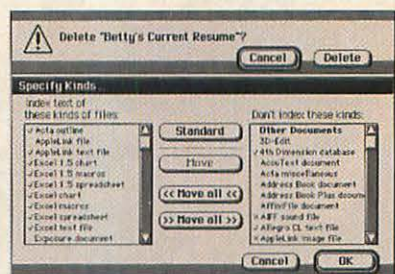 Delete "Betty's Current Resume"?
Cancel
Delete
Specify Kinds
Index text of
these kinds of files:
Acta outline
AppleLink file
AppleLink text file
Excel 1.5 chart
Excel 1.5 macros
Excel 1.5 spreadsheet
Excel chart
Excel macros
Excel spreadsheet
Excel text file
Exposure document
Standard
Move
<< Move all <<
>> Move all >>
Don't index these kinds:
Other Documents
3D-Edit
4th Dimension database
AccuText document
Acta miscellaneous
Address Book document
Address Book Plus docum
Affinifile document
AIFF sound file
Allegro CL text file
AppleLink image file
Cancel
OK